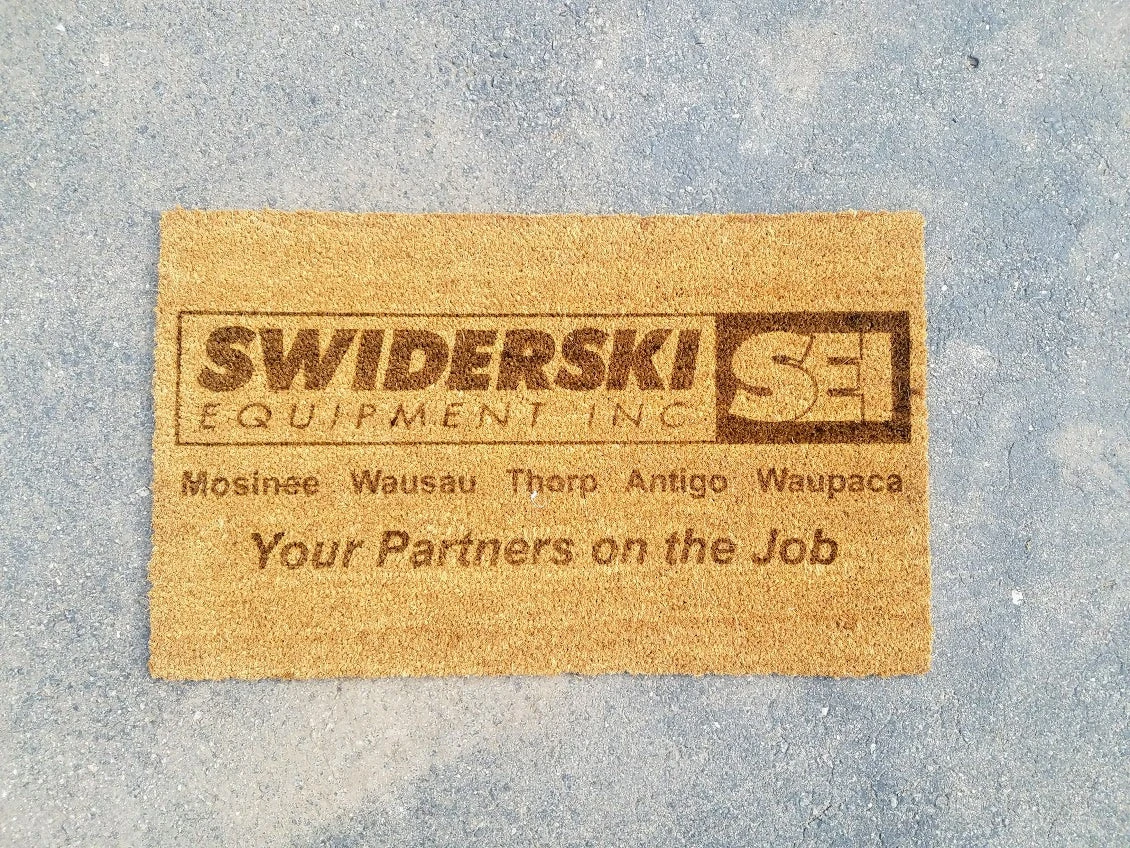 SWIDERSKI SEI
EQUIPMENT INC
Mosinee Wausau Thorp Antigo Waupaca
Your Partners on the Job